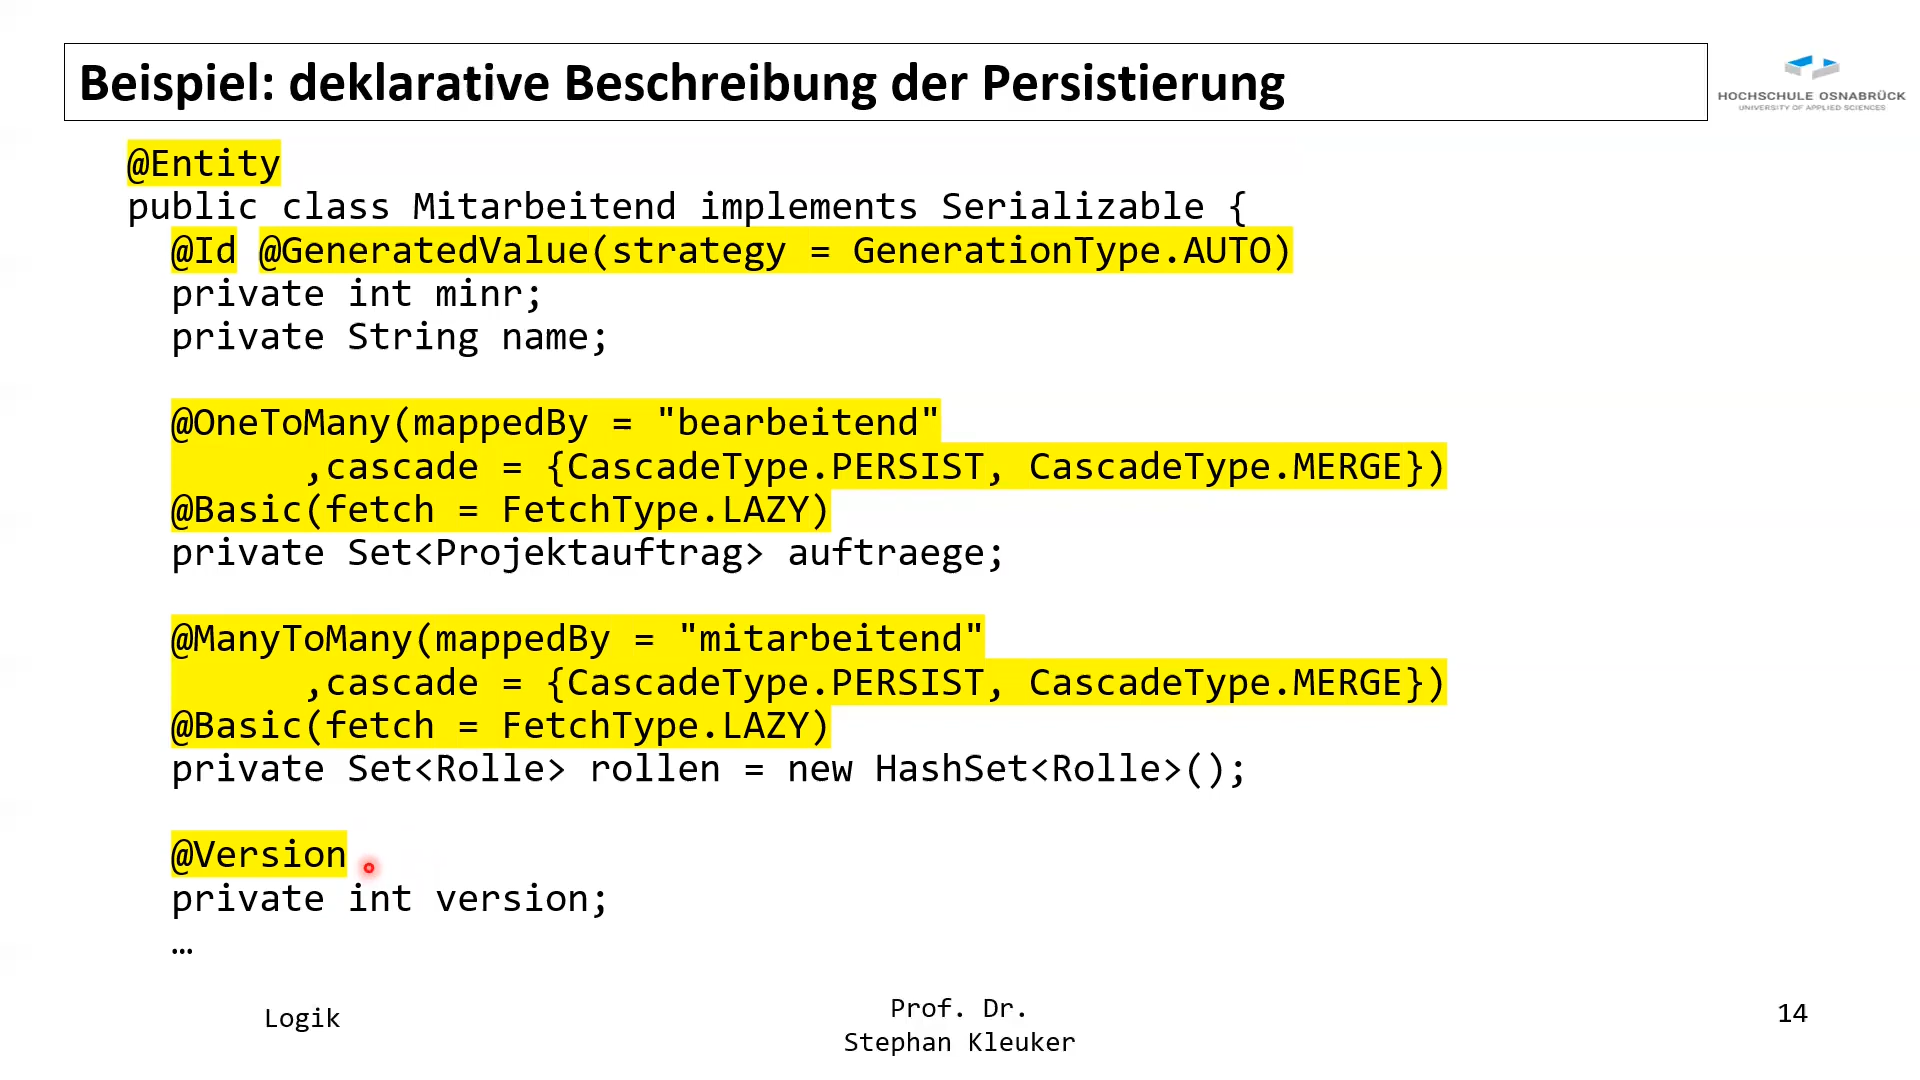 Beispiel: deklarative Beschreibung der Persistierung
HOCHSCHULE OSNABRÜCK
UNIVERSITY OF APPLIED SCIENCES
@Entity
public class Mitarbeitend implements Serializable {
@Id @GeneratedValue(strategy = GenerationType.AUTO)
private int minr;
private String name;
@OneToMany(mappedBy = "bearbeitend"
,cascade = {CascadeType.PERSIST, CascadeType.MERGE})
@Basic(fetch = FetchType.LAZY)
private Set<Projektauftrag> auftraege;
@ManyToMany(mappedBy = "mitarbeitend"
,cascade = {CascadeType.PERSIST, CascadeType.MERGE})
@Basic(fetch = FetchType.LAZY)
private Set<Rolle> rollen = new HashSet<Rolle>();
@Version
private int version;
…
Logik
Prof. Dr.
Stephan Kleuker
14